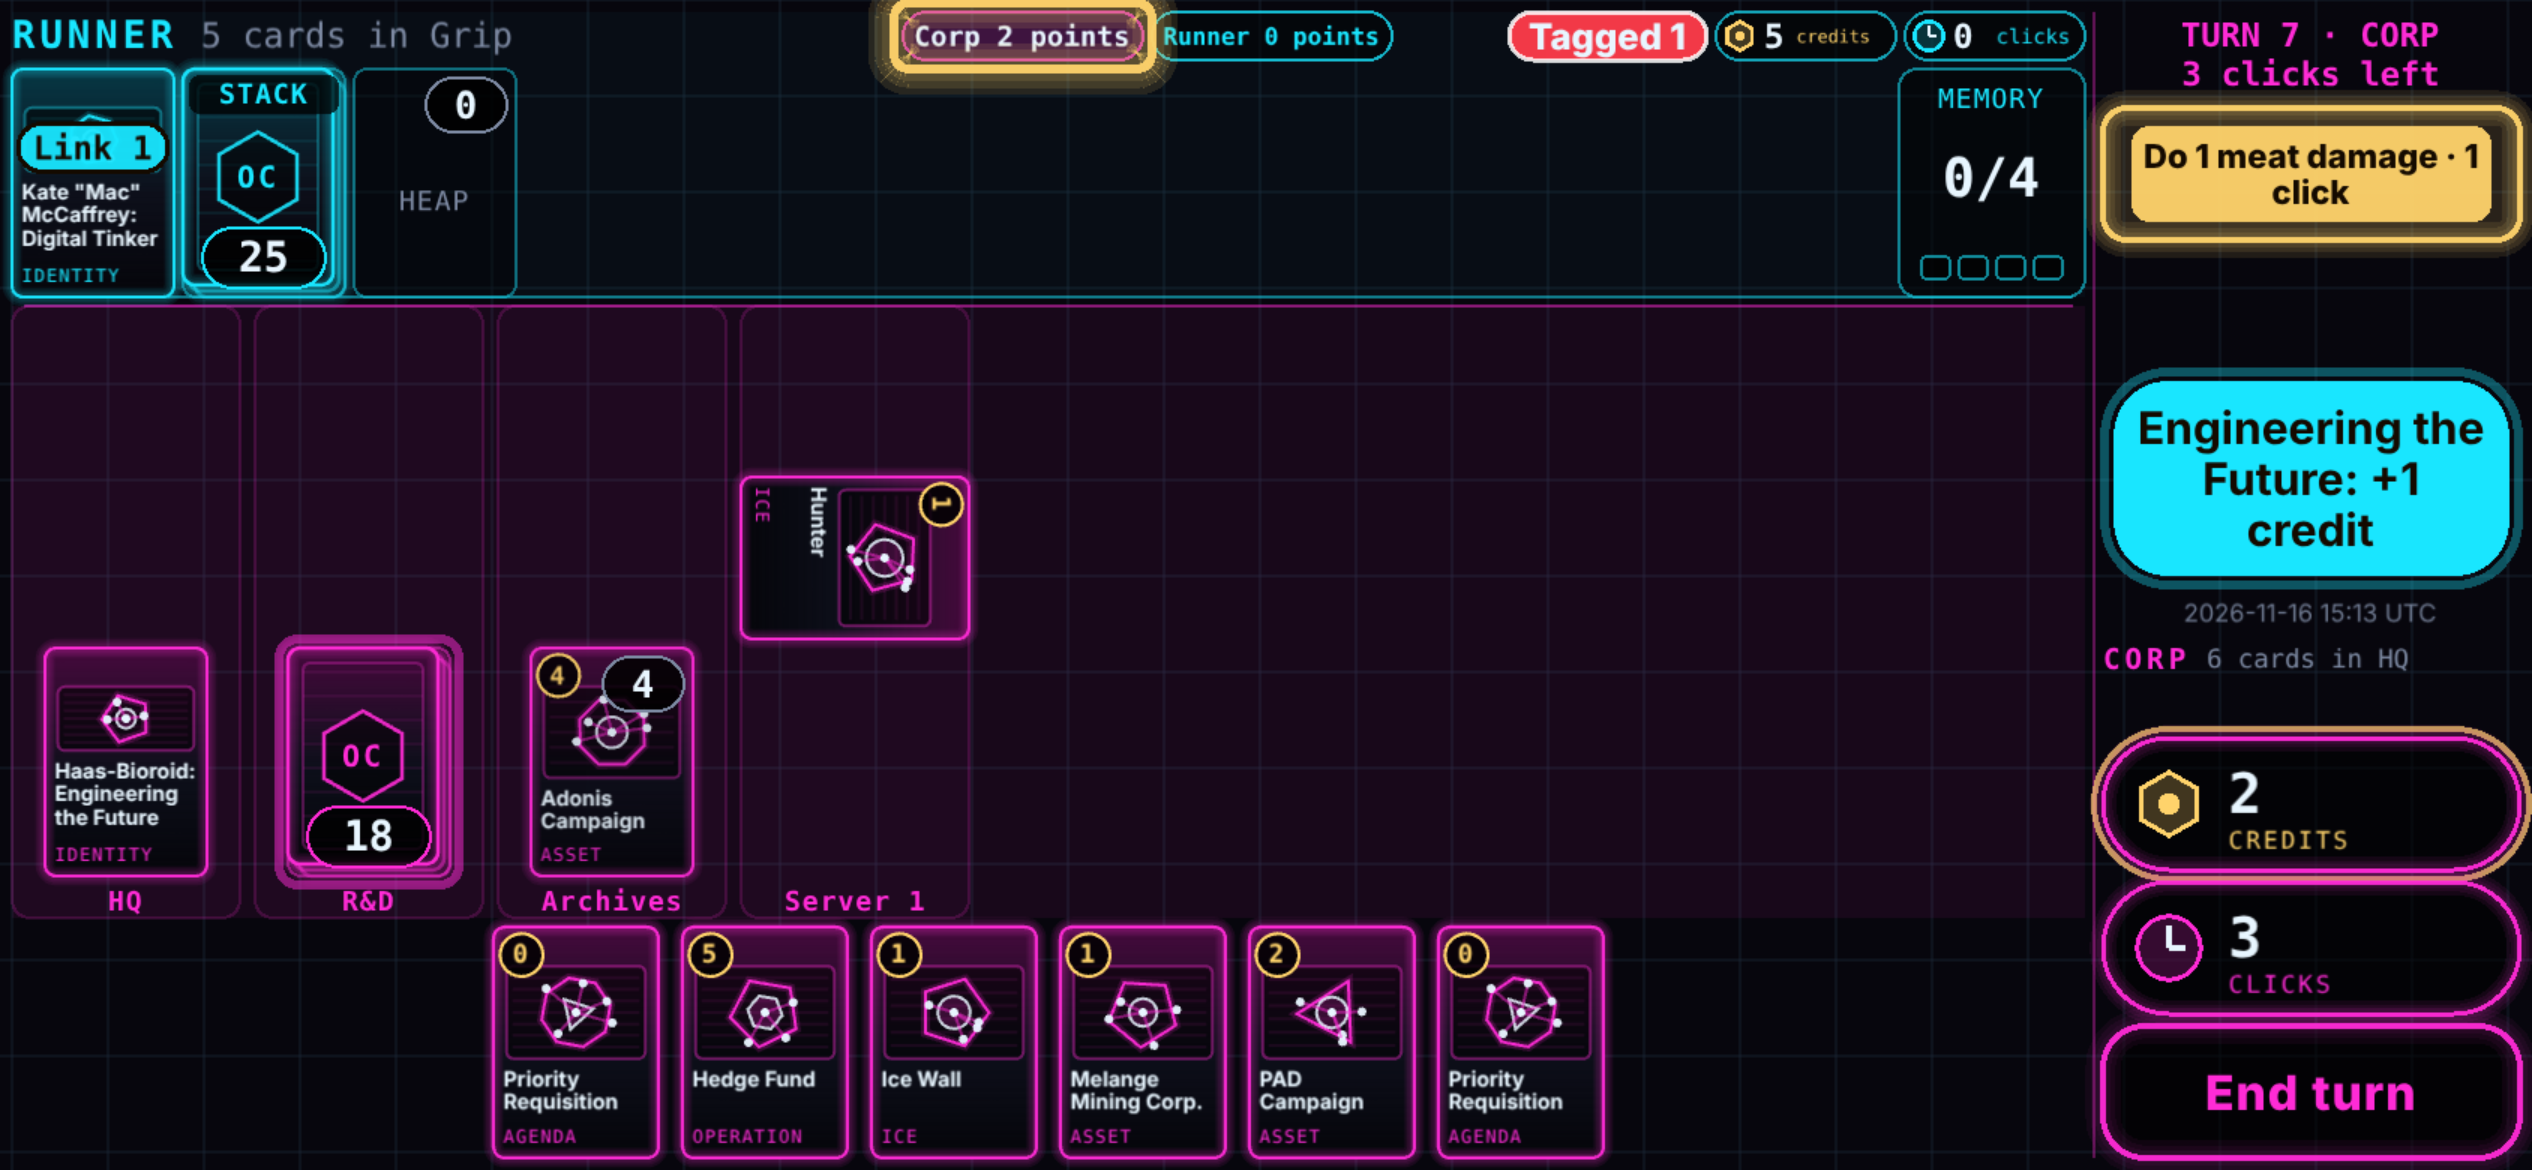 RUNNER 5 cards in Grip
Corp 2 points
Runner 0 points
Tagged 1
5 credits
0 clicks
TURN 7 · CORP
3 clicks left
Link 1
Kate "Mac"
McCaffrey:
Digital Tinker
IDENTITY
STACK
OC
25
0
HEAP
MEMORY
0/4
Do 1 meat damage · 1
click
Engineering the
Future: +1
credit
2026-11-16 15:13 UTC
CORP 6 cards in HQ
2
CREDITS
3
CLICKS
End turn
ICE
Hunter
1
Haas-Bioroid:
Engineering
the Future
IDENTITY
HQ
OC
18
R&D
4
4
Adonis
Campaign
ASSET
Archives
Server 1
0
Priority
Requisition
AGENDA
5
Hedge Fund
OPERATION
1
Ice Wall
ICE
1
Melange
Mining Corp.
ASSET
2
PAD
Campaign
ASSET
0
Priority
Requisition
AGENDA